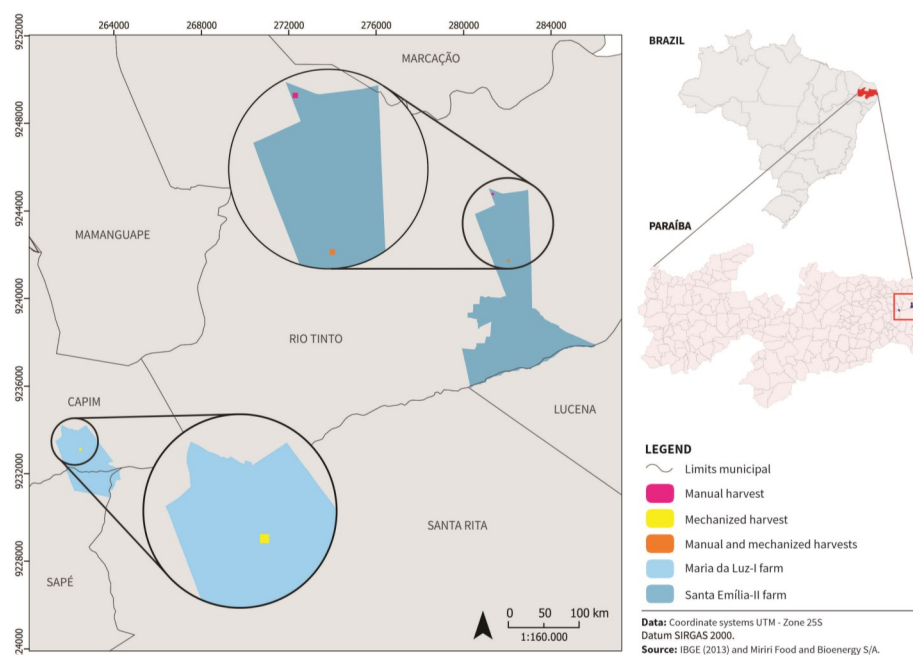 264000 268000 272000 276000 280000 284000
9252000
9248000
9244000
9240000
9236000
9232000
9228000
24000
MARCAÇÃO
MAMANGUAPE
RIO TINTO
CAPIM
LUCENA
SANTA RITA
SAPÉ
0 50 100 km
1:160.000
BRAZIL
PARAÍBA
LEGEND
Limits municipal
Manual harvest
Mechanized harvest
Manual and mechanized harvests
Maria da Luz-I farm
Santa Emília-II farm
Data: Coordinate systems UTM - Zone 25S
Datum SIRGAS 2000.
Source: IBGE (2013) and Miriri Food and Bioenergy S/A.